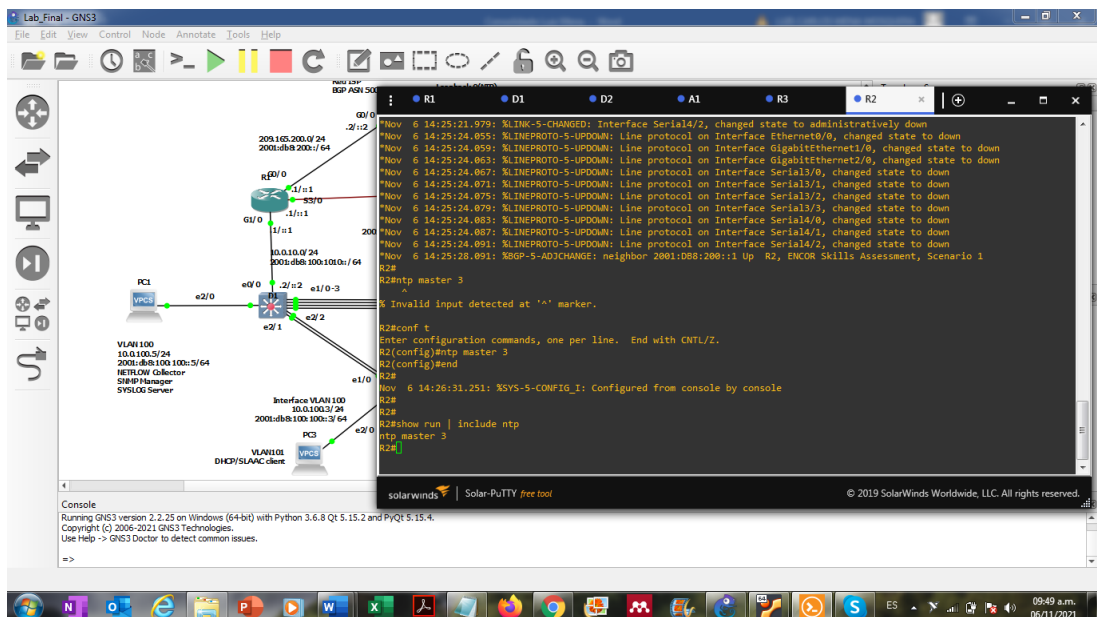 Lab_Final - GNS3
File Edit View Control Node Annotate Tools Help
BGP ASN 500
G0/0
.2/::2
209.165.200.0/24
2001:db8:200::/64
R1
G0/0
.1/::1
S3/0
.1/::1
G1/0
.1/::1
200
10.0.10.0/24
2001:db8:100:1010::/64
PC1
VPCS
e2/0
e0/0
.2/::2
e1/0-3
D1
e2/2
e2/1
VLAN 100
10.0.100.5/24
2001:db8:100:100::5/64
NETFLOW Collector
SNMP Manager
SYSLOG Server
e1/0
Interface VLAN 100
10.0.100.3/24
2001:db8:100:100::3/64
PC3
e2/0
VLAN101
DHCP/SLAAC client
VPCS
R1
D1
D2
A1
R3
R2
*Nov 6 14:25:21.979: %LINK-5-CHANGED: Interface Serial4/2, changed state to administratively down
*Nov 6 14:25:24.055: %LINEPROTO-5-UPDOWN: Line protocol on Interface Ethernet0/0, changed state to down
*Nov 6 14:25:24.059: %LINEPROTO-5-UPDOWN: Line protocol on Interface GigabitEthernet1/0, changed state to down
*Nov 6 14:25:24.063: %LINEPROTO-5-UPDOWN: Line protocol on Interface GigabitEthernet2/0, changed state to down
*Nov 6 14:25:24.067: %LINEPROTO-5-UPDOWN: Line protocol on Interface Serial3/0, changed state to down
*Nov 6 14:25:24.071: %LINEPROTO-5-UPDOWN: Line protocol on Interface Serial3/1, changed state to down
*Nov 6 14:25:24.075: %LINEPROTO-5-UPDOWN: Line protocol on Interface Serial3/2, changed state to down
*Nov 6 14:25:24.079: %LINEPROTO-5-UPDOWN: Line protocol on Interface Serial3/3, changed state to down
*Nov 6 14:25:24.083: %LINEPROTO-5-UPDOWN: Line protocol on Interface Serial4/0, changed state to down
*Nov 6 14:25:24.087: %LINEPROTO-5-UPDOWN: Line protocol on Interface Serial4/1, changed state to down
*Nov 6 14:25:24.091: %LINEPROTO-5-UPDOWN: Line protocol on Interface Serial4/2, changed state to down
*Nov 6 14:25:28.091: %BGP-5-ADJCHANGE: neighbor 2001:DB8:200::1 Up R2, ENCOR Skills Assessment, Scenario 1
R2#
R2#ntp master 3
^
% Invalid input detected at '^' marker.
R2#conf t
Enter configuration commands, one per line. End with CNTL/Z.
R2(config)#ntp master 3
R2(config)#end
R2#
Nov 6 14:26:31.251: %SYS-5-CONFIG_I: Configured from console by console
R2#
R2#
R2#show run | include ntp
ntp master 3
R2#
solarwinds | Solar-PuTTY free tool
© 2019 SolarWinds Worldwide, LLC. All rights reserved.
Console
Running GNS3 version 2.2.25 on Windows (64-bit) with Python 3.6.8 Qt 5.15.2 and PyQt 5.15.4.
Copyright (c) 2006-2021 GNS3 Technologies.
Use Help -> GNS3 Doctor to detect common issues.
=>
ES
09:49 a.m.
06/11/2021